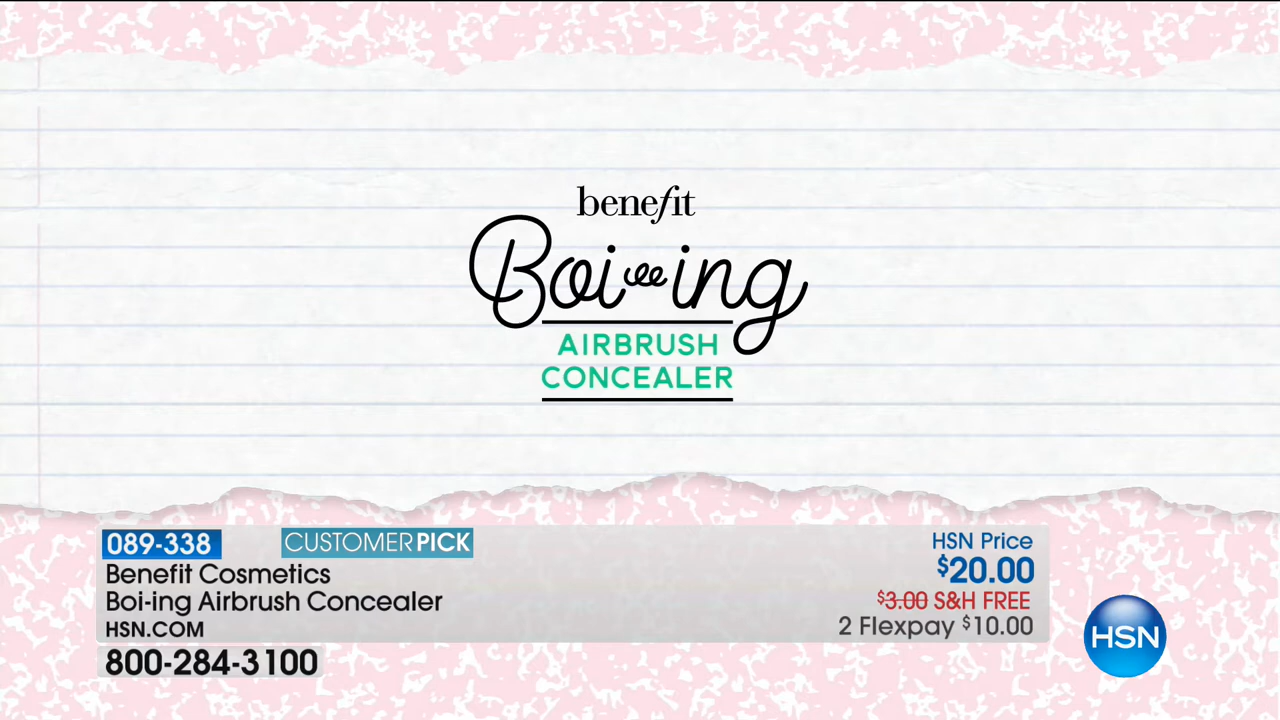 benefit
Boi-ing
AIRBRUSH
CONCEALER
089-338 CUSTOMERPICK
Benefit Cosmetics
Boi-ing Airbrush Concealer
HSN.COM
800-284-3100
HSN Price
$20.00
$3.00 S&H FREE
2 Flexpay $10.00
HSN